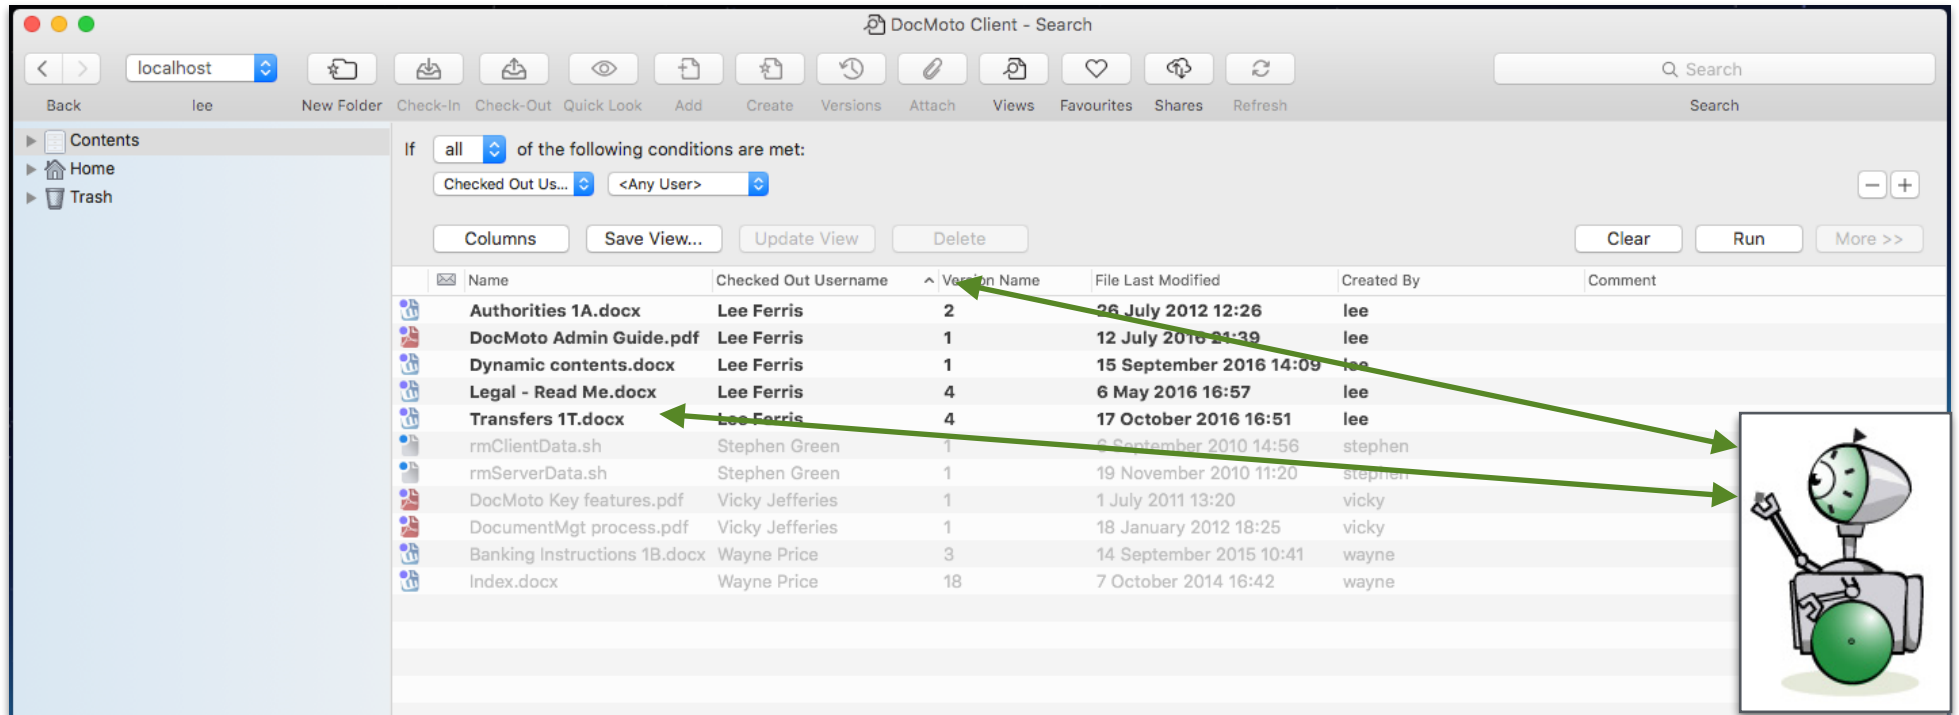 DocMoto Client - Search
localhost
Search
Back lee New Folder Check-In Check-Out Quick Look Add Create Versions Attach Views Favourites Shares Refresh Search
Contents
Home
Trash
If all of the following conditions are met:
Checked Out Us... <Any User>
Columns Save View... Update View Delete Clear Run More >>
Name Checked Out Username Version Name File Last Modified Created By Comment
Authorities 1A.docx Lee Ferris 2 26 July 2012 12:26 lee
DocMoto Admin Guide.pdf Lee Ferris 1 12 July 2016 21:39 lee
Dynamic contents.docx Lee Ferris 1 15 September 2016 14:09 lee
Legal - Read Me.docx Lee Ferris 4 6 May 2016 16:57 lee
Transfers 1T.docx Lee Ferris 4 17 October 2016 16:51 lee
rmClientData.sh Stephen Green 1 6 September 2010 14:56 stephen
rmServerData.sh Stephen Green 1 19 November 2010 11:20 stephen
DocMoto Key features.pdf Vicky Jefferies 1 1 July 2011 13:20 vicky
DocumentMgt process.pdf Vicky Jefferies 1 18 January 2012 18:25 vicky
Banking Instructions 1B.docx Wayne Price 3 14 September 2015 10:41 wayne
Index.docx Wayne Price 18 7 October 2014 16:42 wayne